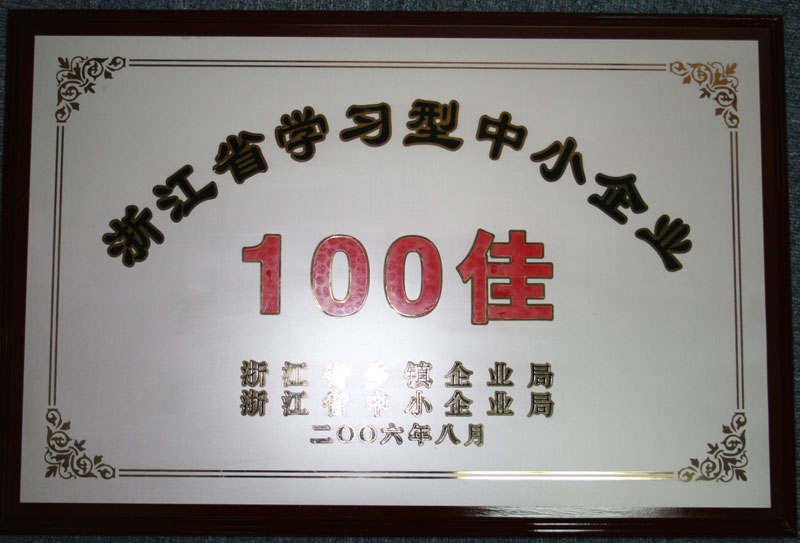 浙江省学习型中小企业
100佳
浙江省乡镇企业局
浙江省中小企业局
二〇〇六年八月